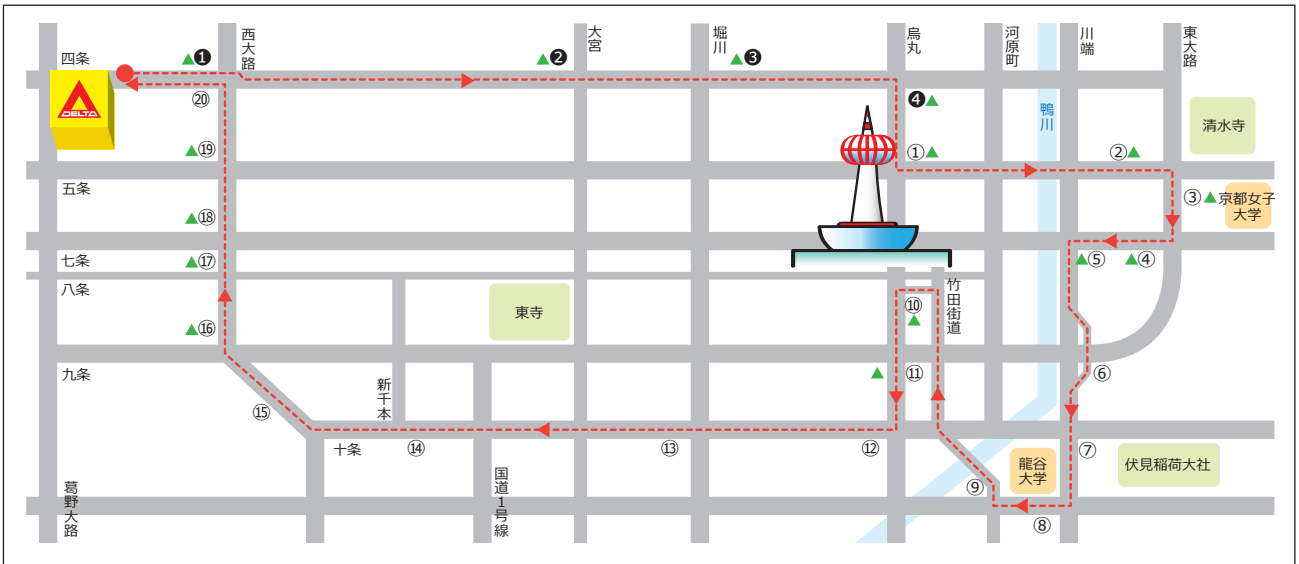 四条
❶
西大路
❷
大宮
堀川
❸
烏丸
河原町
川端
東大路
DELTA
⑳
❹
鴨川
清水寺
⑲
①
②
五条
③
京都女子
大学
⑱
七条
⑰
⑤
④
八条
東寺
⑩
竹田街道
⑯
九条
新千本
⑪
⑥
⑮
十条
⑭
⑬
⑫
⑦
葛野大路
国道1号線
⑨
龍谷
大学
伏見稲荷大社
⑧